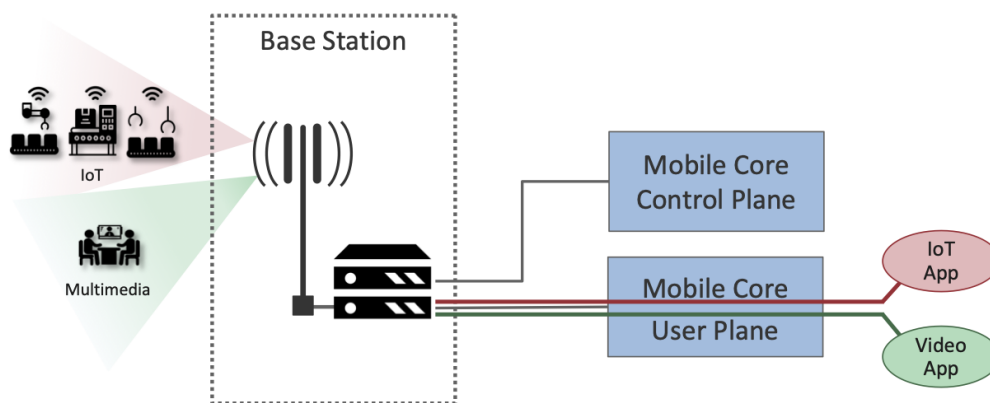 Base Station
IoT
Multimedia
Mobile Core
Control Plane
Mobile Core
User Plane
IoT
App
Video
App